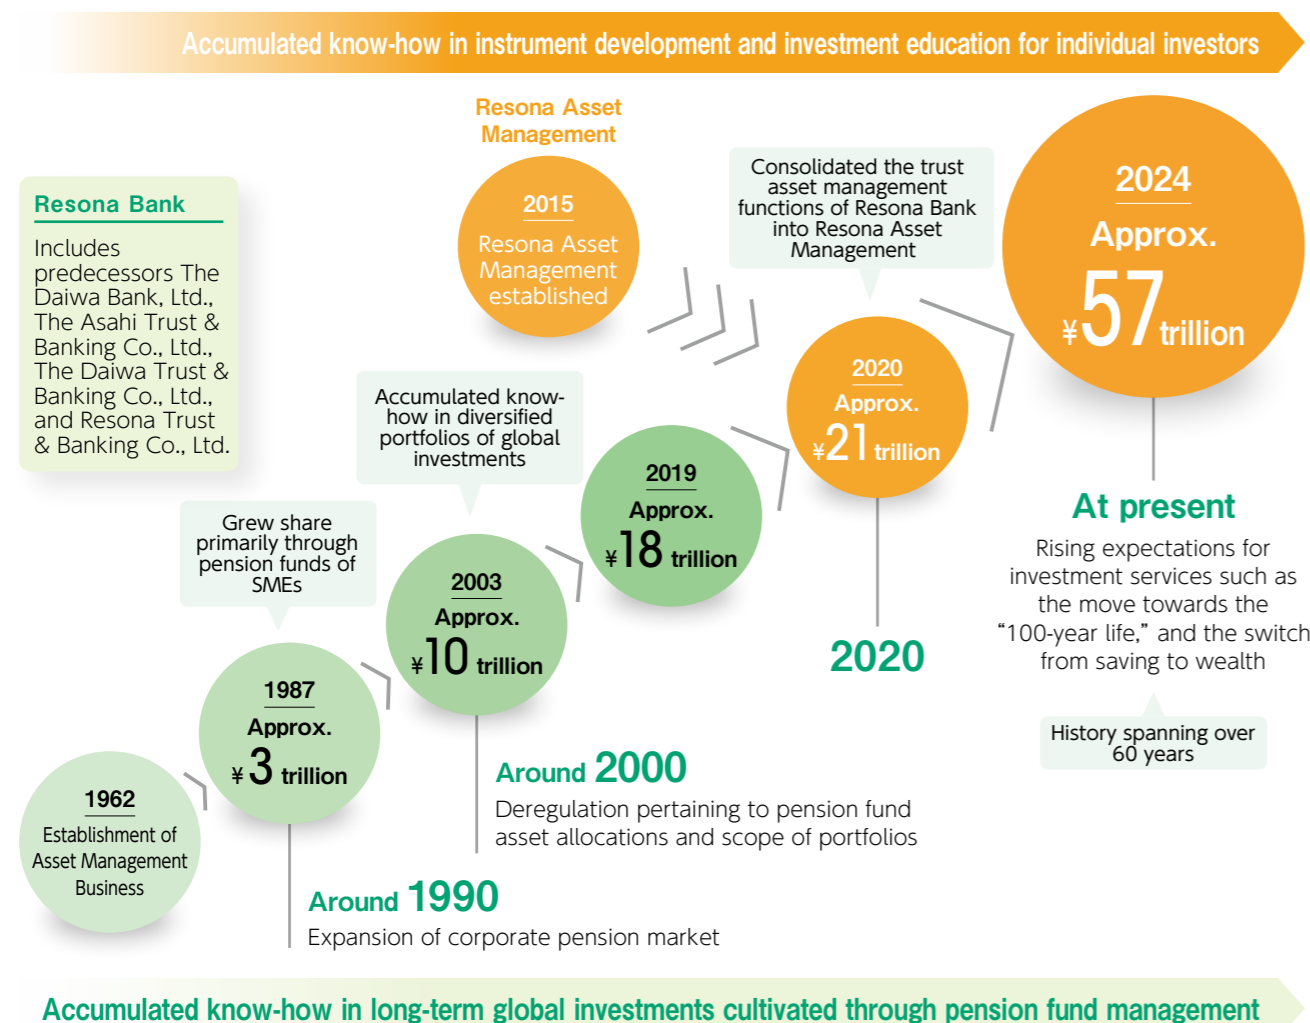 Accumulated know-how in instrument development and investment education for individual investors
Resona Asset
Management
2015
Resona Asset
Management
established
Consolidated the trust
asset management
functions of Resona Bank
into Resona Asset
Management
2024
Approx.
¥57 trillion
Resona Bank
Includes
predecessors The
Daiwa Bank, Ltd.,
The Asahi Trust &
Banking Co., Ltd.,
The Daiwa Trust &
Banking Co., Ltd.,
and Resona Trust
& Banking Co., Ltd.
2020
Approx.
¥21 trillion
Accumulated know-
how in diversified
portfolios of global
investments
2019
Approx.
¥18 trillion
At present
Rising expectations for
investment services such as
the move towards the
“100-year life,” and the switch
from saving to wealth
History spanning over
60 years
Grew share
primarily through
pension funds of
SMEs
2003
Approx.
¥10 trillion
2020
1987
Approx.
¥3 trillion
Around 2000
Deregulation pertaining to pension fund
asset allocations and scope of portfolios
1962
Establishment of
Asset Management
Business
Around 1990
Expansion of corporate pension market
Accumulated know-how in long-term global investments cultivated through pension fund management